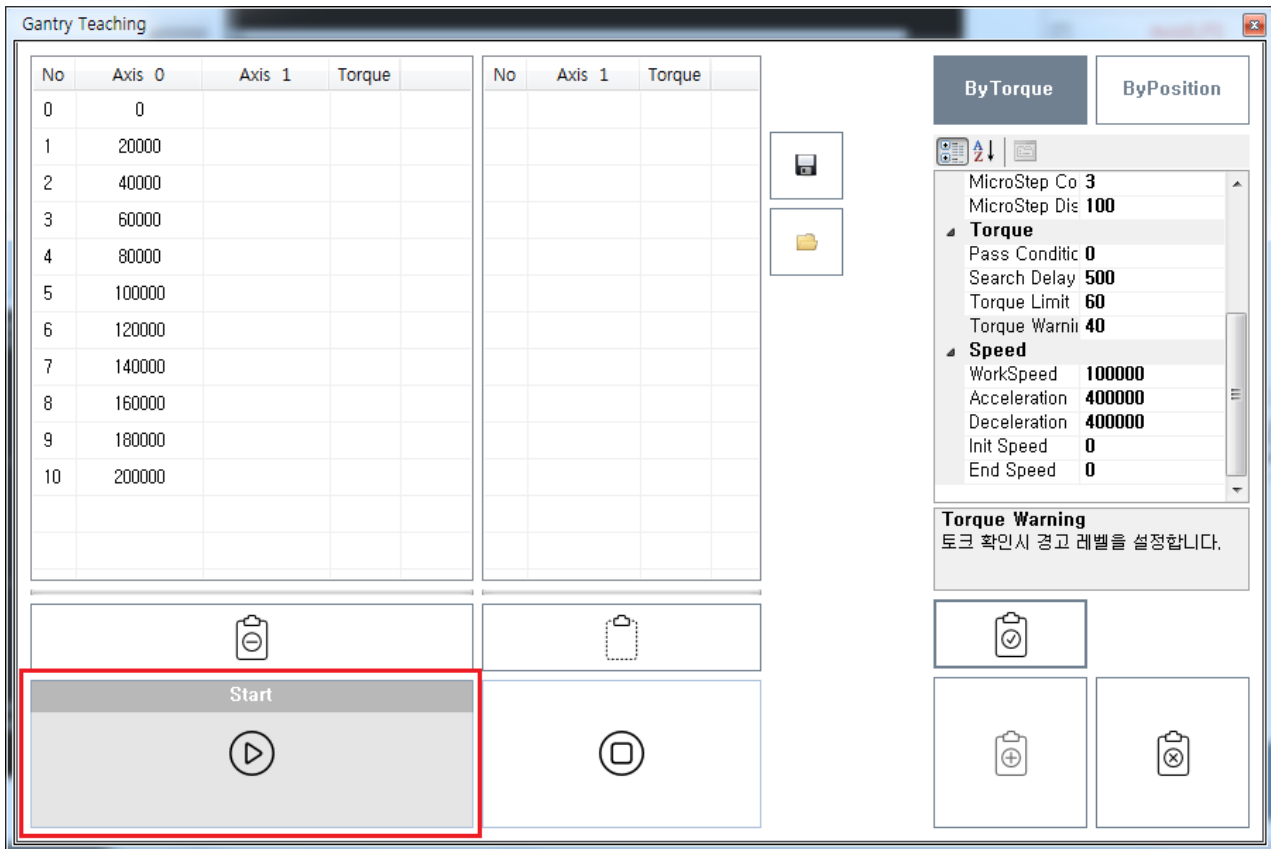 Gantry Teaching
No Axis 0 Axis 1 Torque
0 0
1 20000
2 40000
3 60000
4 80000
5 100000
6 120000
7 140000
8 160000
9 180000
10 200000
No Axis 1 Torque
ByTorque ByPosition
MicroStep Co 3
MicroStep Dis 100
Torque
Pass Conditic 0
Search Delay 500
Torque Limit 60
Torque Warnii 40
Speed
WorkSpeed 100000
Acceleration 400000
Deceleration 400000
Init Speed 0
End Speed 0
Torque Warning
토크 확인시 경고 레벨을 설정합니다.
Start